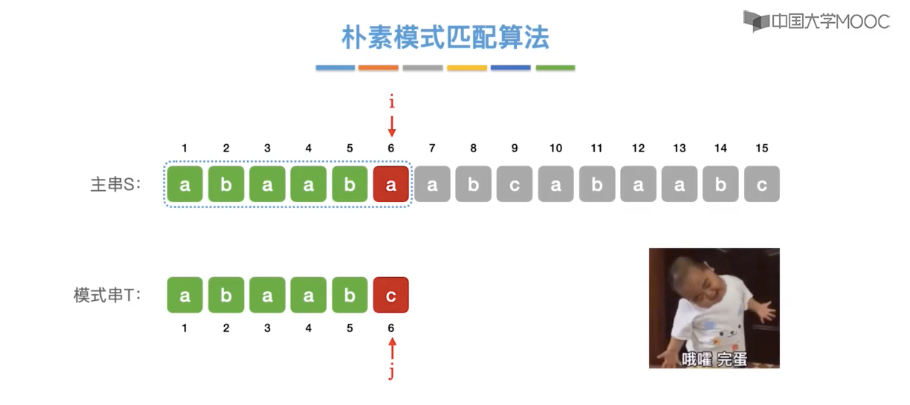 中国大学MOOC
朴素模式匹配算法
i
1 2 3 4 5 6 7 8 9 10 11 12 13 14 15
主串S: a b a a b a a b c a b a a b c
模式串T: a b a a b c
1 2 3 4 5 6
j
哦嚯 完蛋